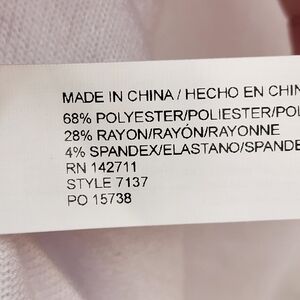 MADE IN CHINA / HECHO EN CHIN
68% POLYESTER/POLIESTER/POL
28% RAYON/RAYÓN/RAYONNE
4% SPANDEX/ELASTANO/SPANDE
RN 142711
STYLE 7137
PO 15738